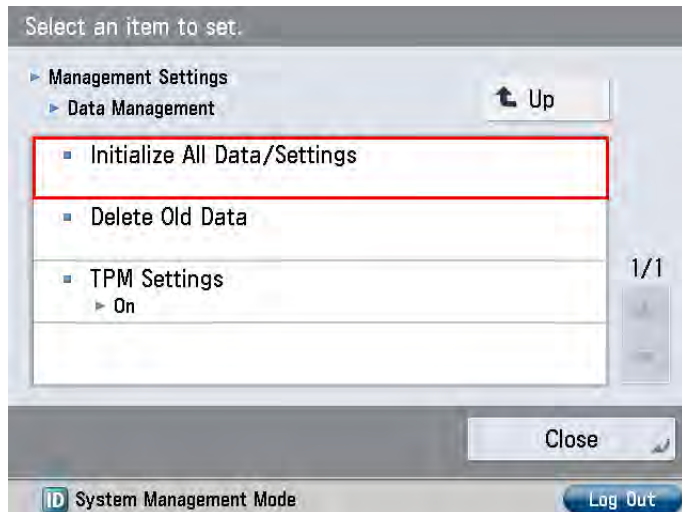 Select an item to set.
Management Settings
Data Management
Up
Initialize All Data/Settings
Delete Old Data
TPM Settings
On
1/1
Close
ID System Management Mode
Log Out